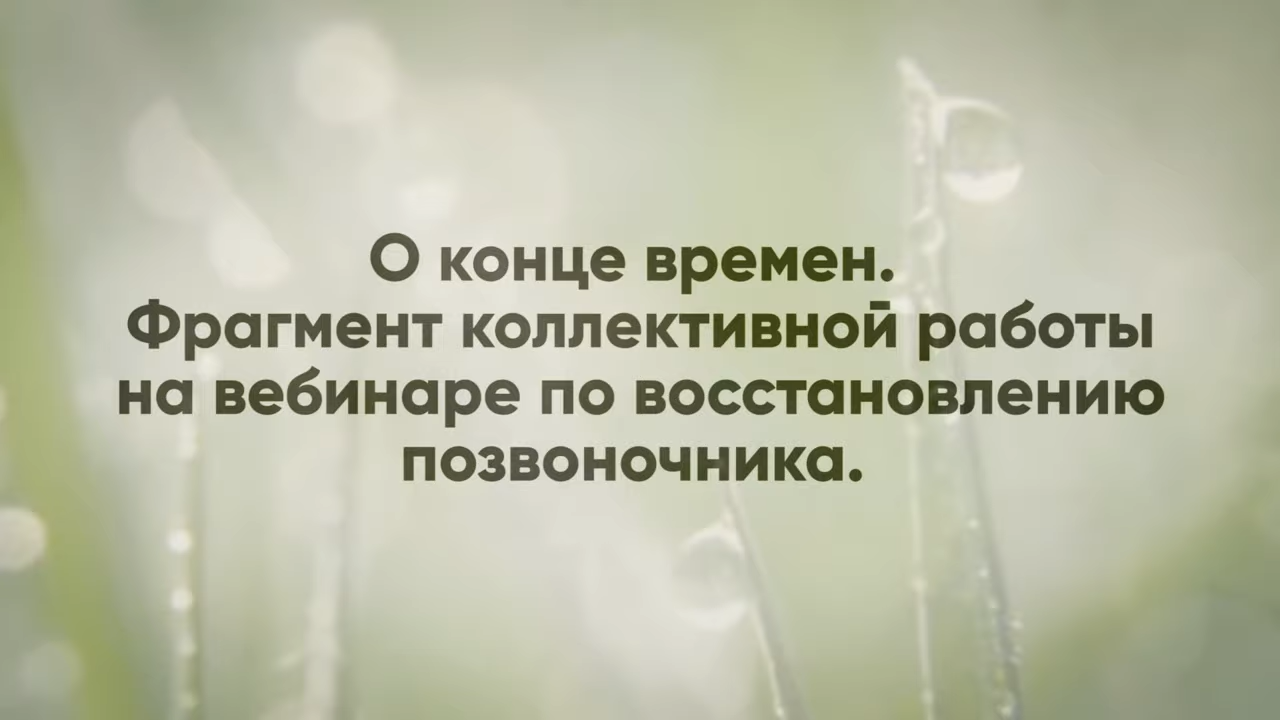 О конце времен.
Фрагмент коллективной работы
на вебинаре по восстановлению
позвоночника.